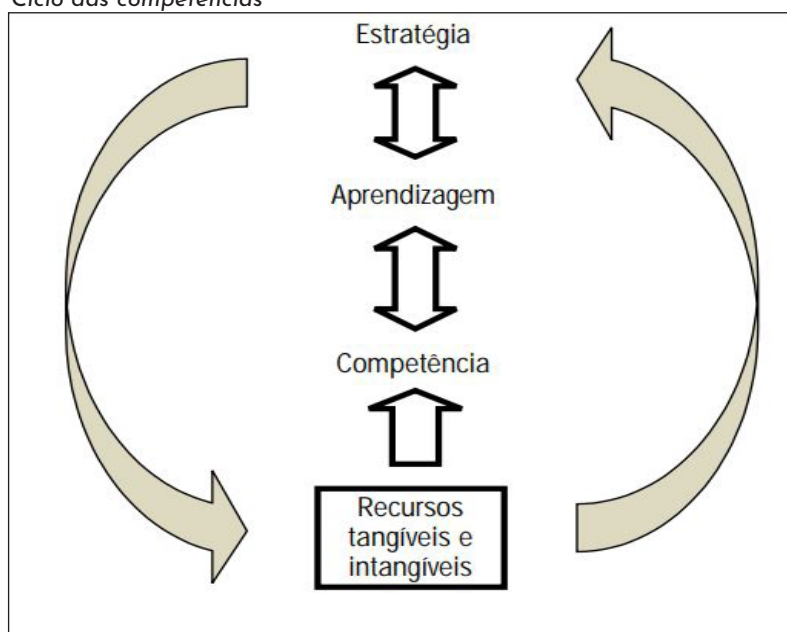 Ciclo das competências
Estratégia
Aprendizagem
Competência
Recursos
tangíveis e
intangíveis